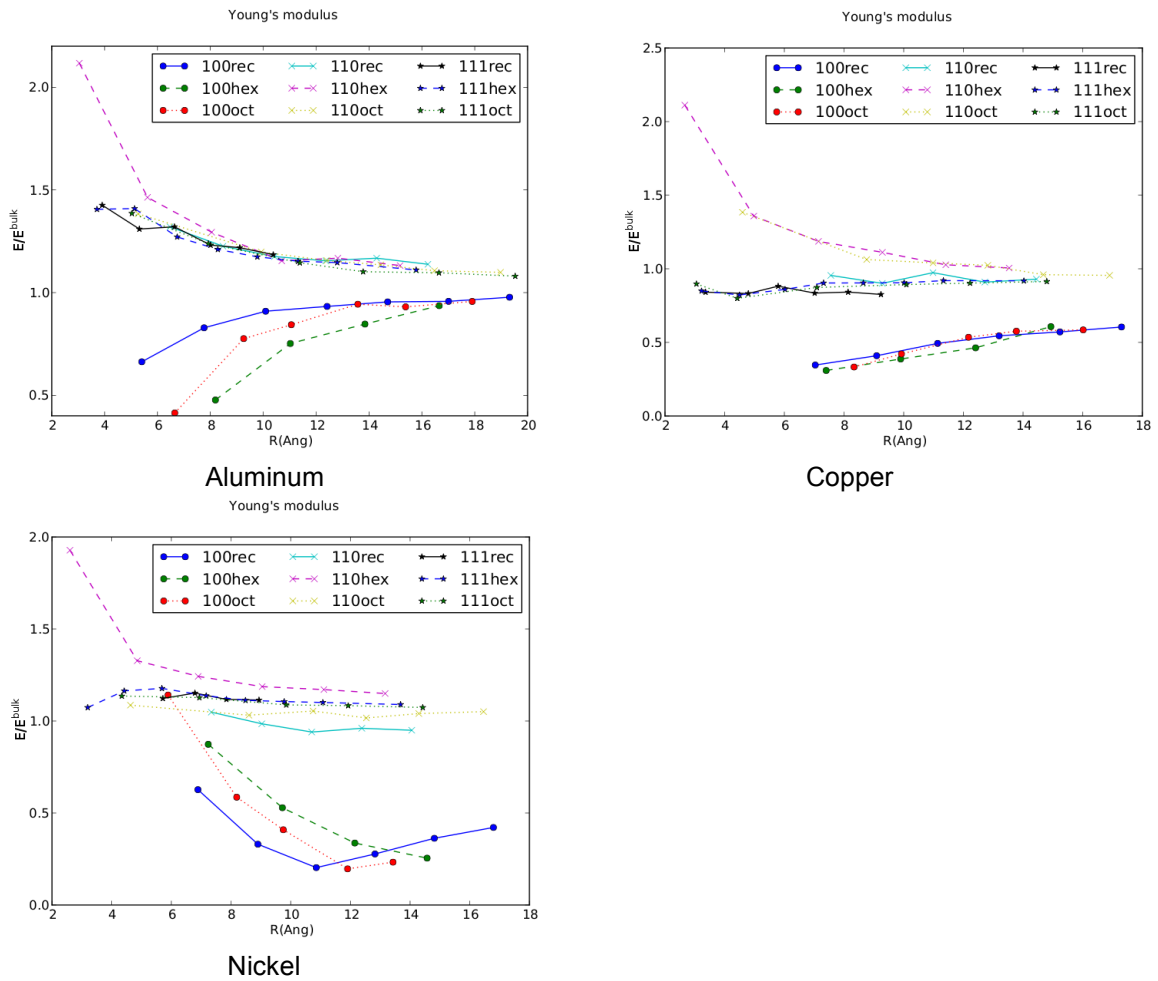 Young's modulus
100rec 110rec 111rec
100hex 110hex 111hex
100oct 110oct 111oct
E/E^bulk
2.0
1.5
1.0
0.5
2 4 6 8 10 12 14 16 18 20
R(Ang)
Aluminum
Young's modulus
100rec 110rec 111rec
100hex 110hex 111hex
100oct 110oct 111oct
E/E^bulk
2.5
2.0
1.5
1.0
0.5
0.0
2 4 6 8 10 12 14 16 18
R(Ang)
Copper
Young's modulus
100rec 110rec 111rec
100hex 110hex 111hex
100oct 110oct 111oct
E/E^bulk
2.0
1.5
1.0
0.5
0.0
2 4 6 8 10 12 14 16 18
R(Ang)
Nickel